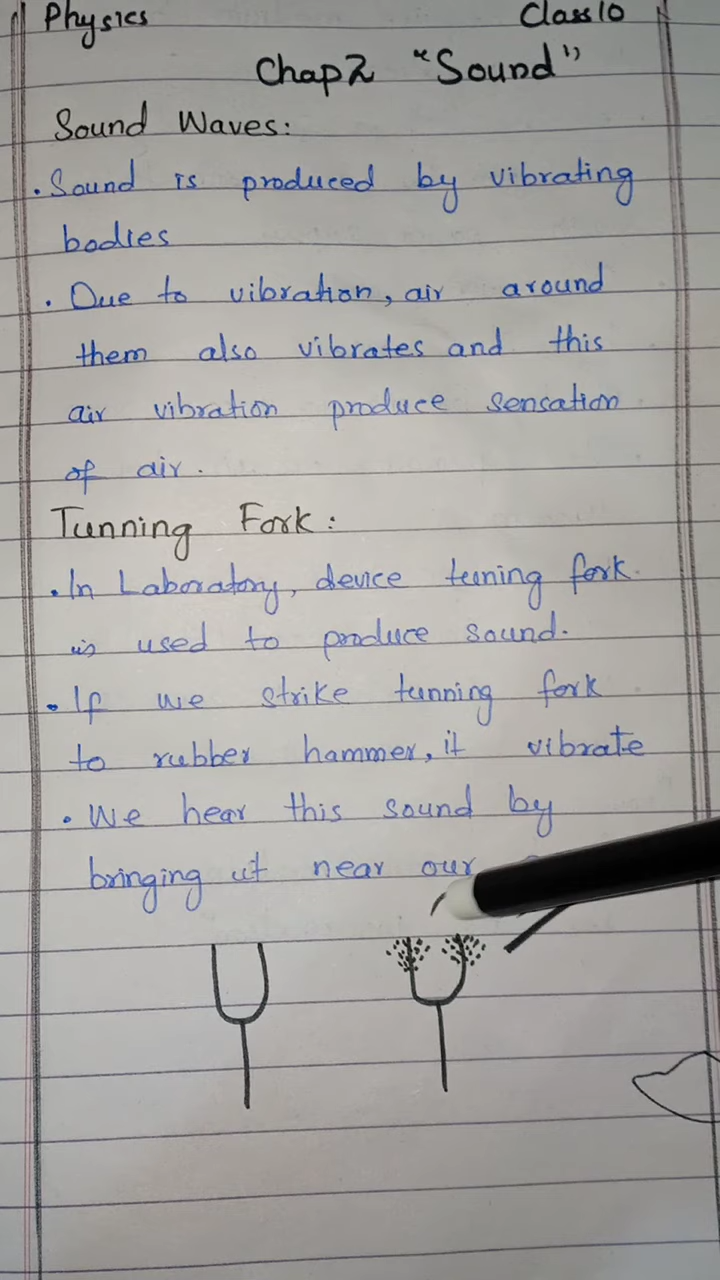 Physics Class 10
Chap 2 "Sound"
Sound Waves:
. Sound is produced by vibrating
bodies
. Due to vibration, air around
them also vibrates and this
air vibration produce sensation
of air.
Tunning Fork:
. In Laboratory, device tuning fork
is used to produce sound.
. If we strike tunning fork
to rubber hammer, it vibrate
. We hear this sound by
bringing it near our